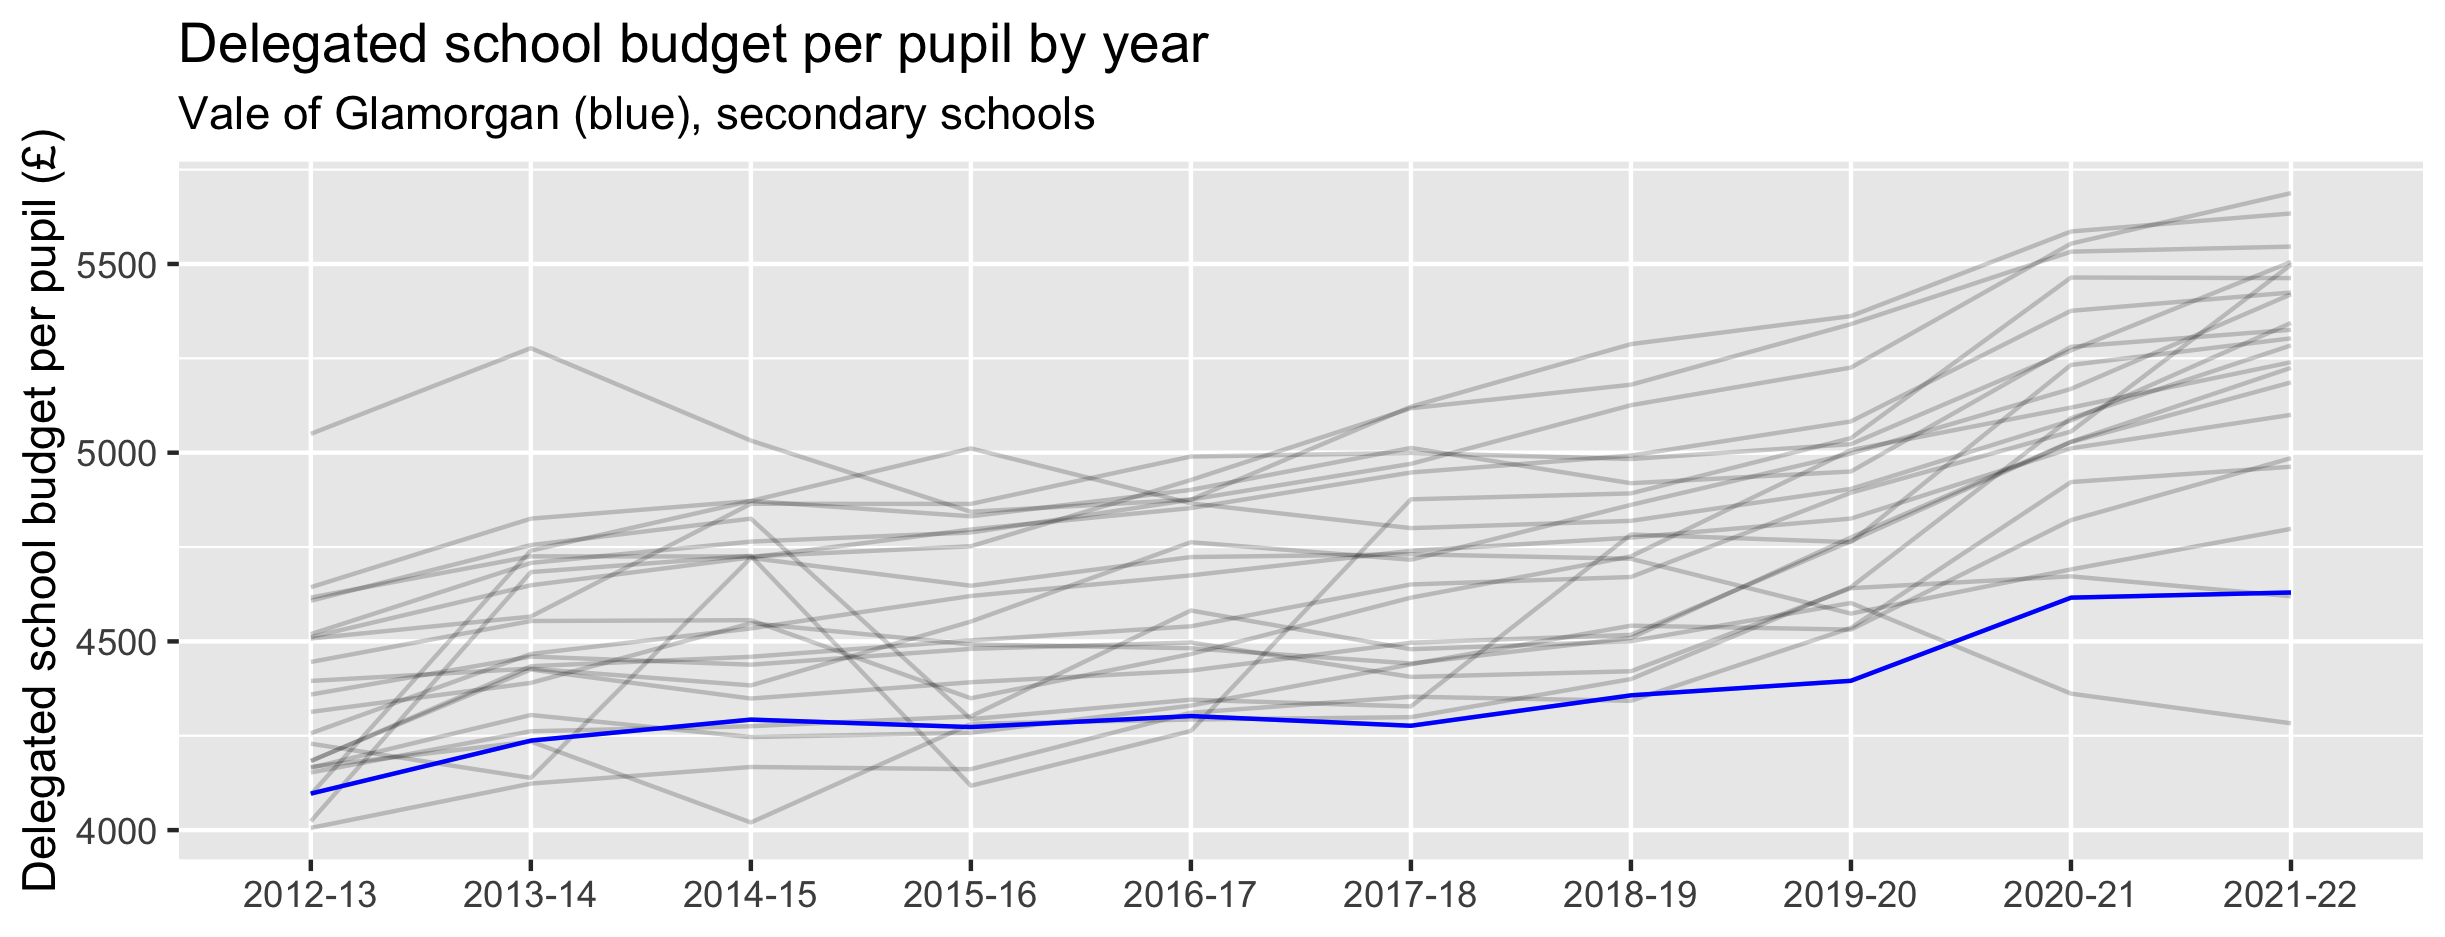 Delegated school budget per pupil by year
Vale of Glamorgan (blue), secondary schools
Delegated school budget per pupil (£)
5500
5000
4500
4000
2012-13 2013-14 2014-15 2015-16 2016-17 2017-18 2018-19 2019-20 2020-21 2021-22